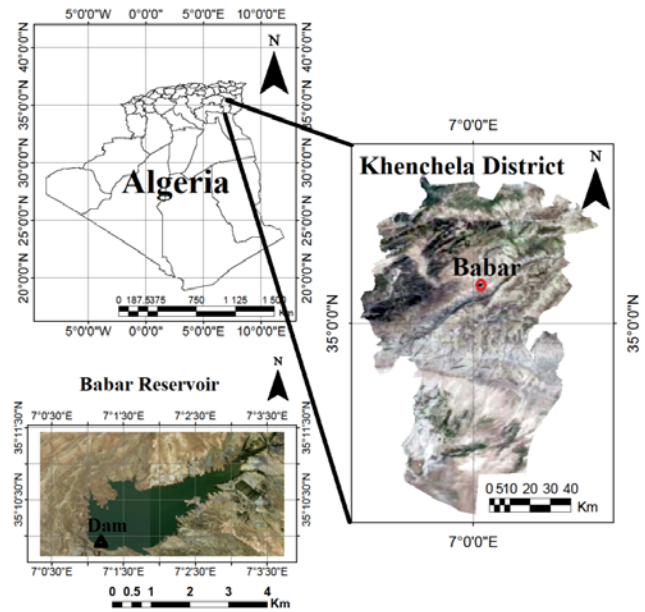 5°0'0"W 0°0'0"E 5°0'0"E 10°0'0"E
N
40°0'0"N
35°0'0"N
30°0'0"N
25°0'0"N
20°0'0"N
40°0'0"N
35°0'0"N
30°0'0"N
25°0'0"N
20°0'0"N
Algeria
0 187.5375 750 1 125 1 500
Km
5°0'0"W 0°0'0"E 5°0'0"E 10°0'0"E
7°0'0"E
Khenchela District
N
Babar
35°0'0"N
35°0'0"N
0 5 10 20 30 40
Km
7°0'0"E
Babar Reservoir
N
7°0'30"E 7°1'30"E 7°2'30"E 7°3'30"E
35°11'30"N
35°10'30"N
35°11'30"N
35°10'30"N
Dam
7°0'30"E 7°1'30"E 7°2'30"E 7°3'30"E
0 0.5 1 2 3 4
Km